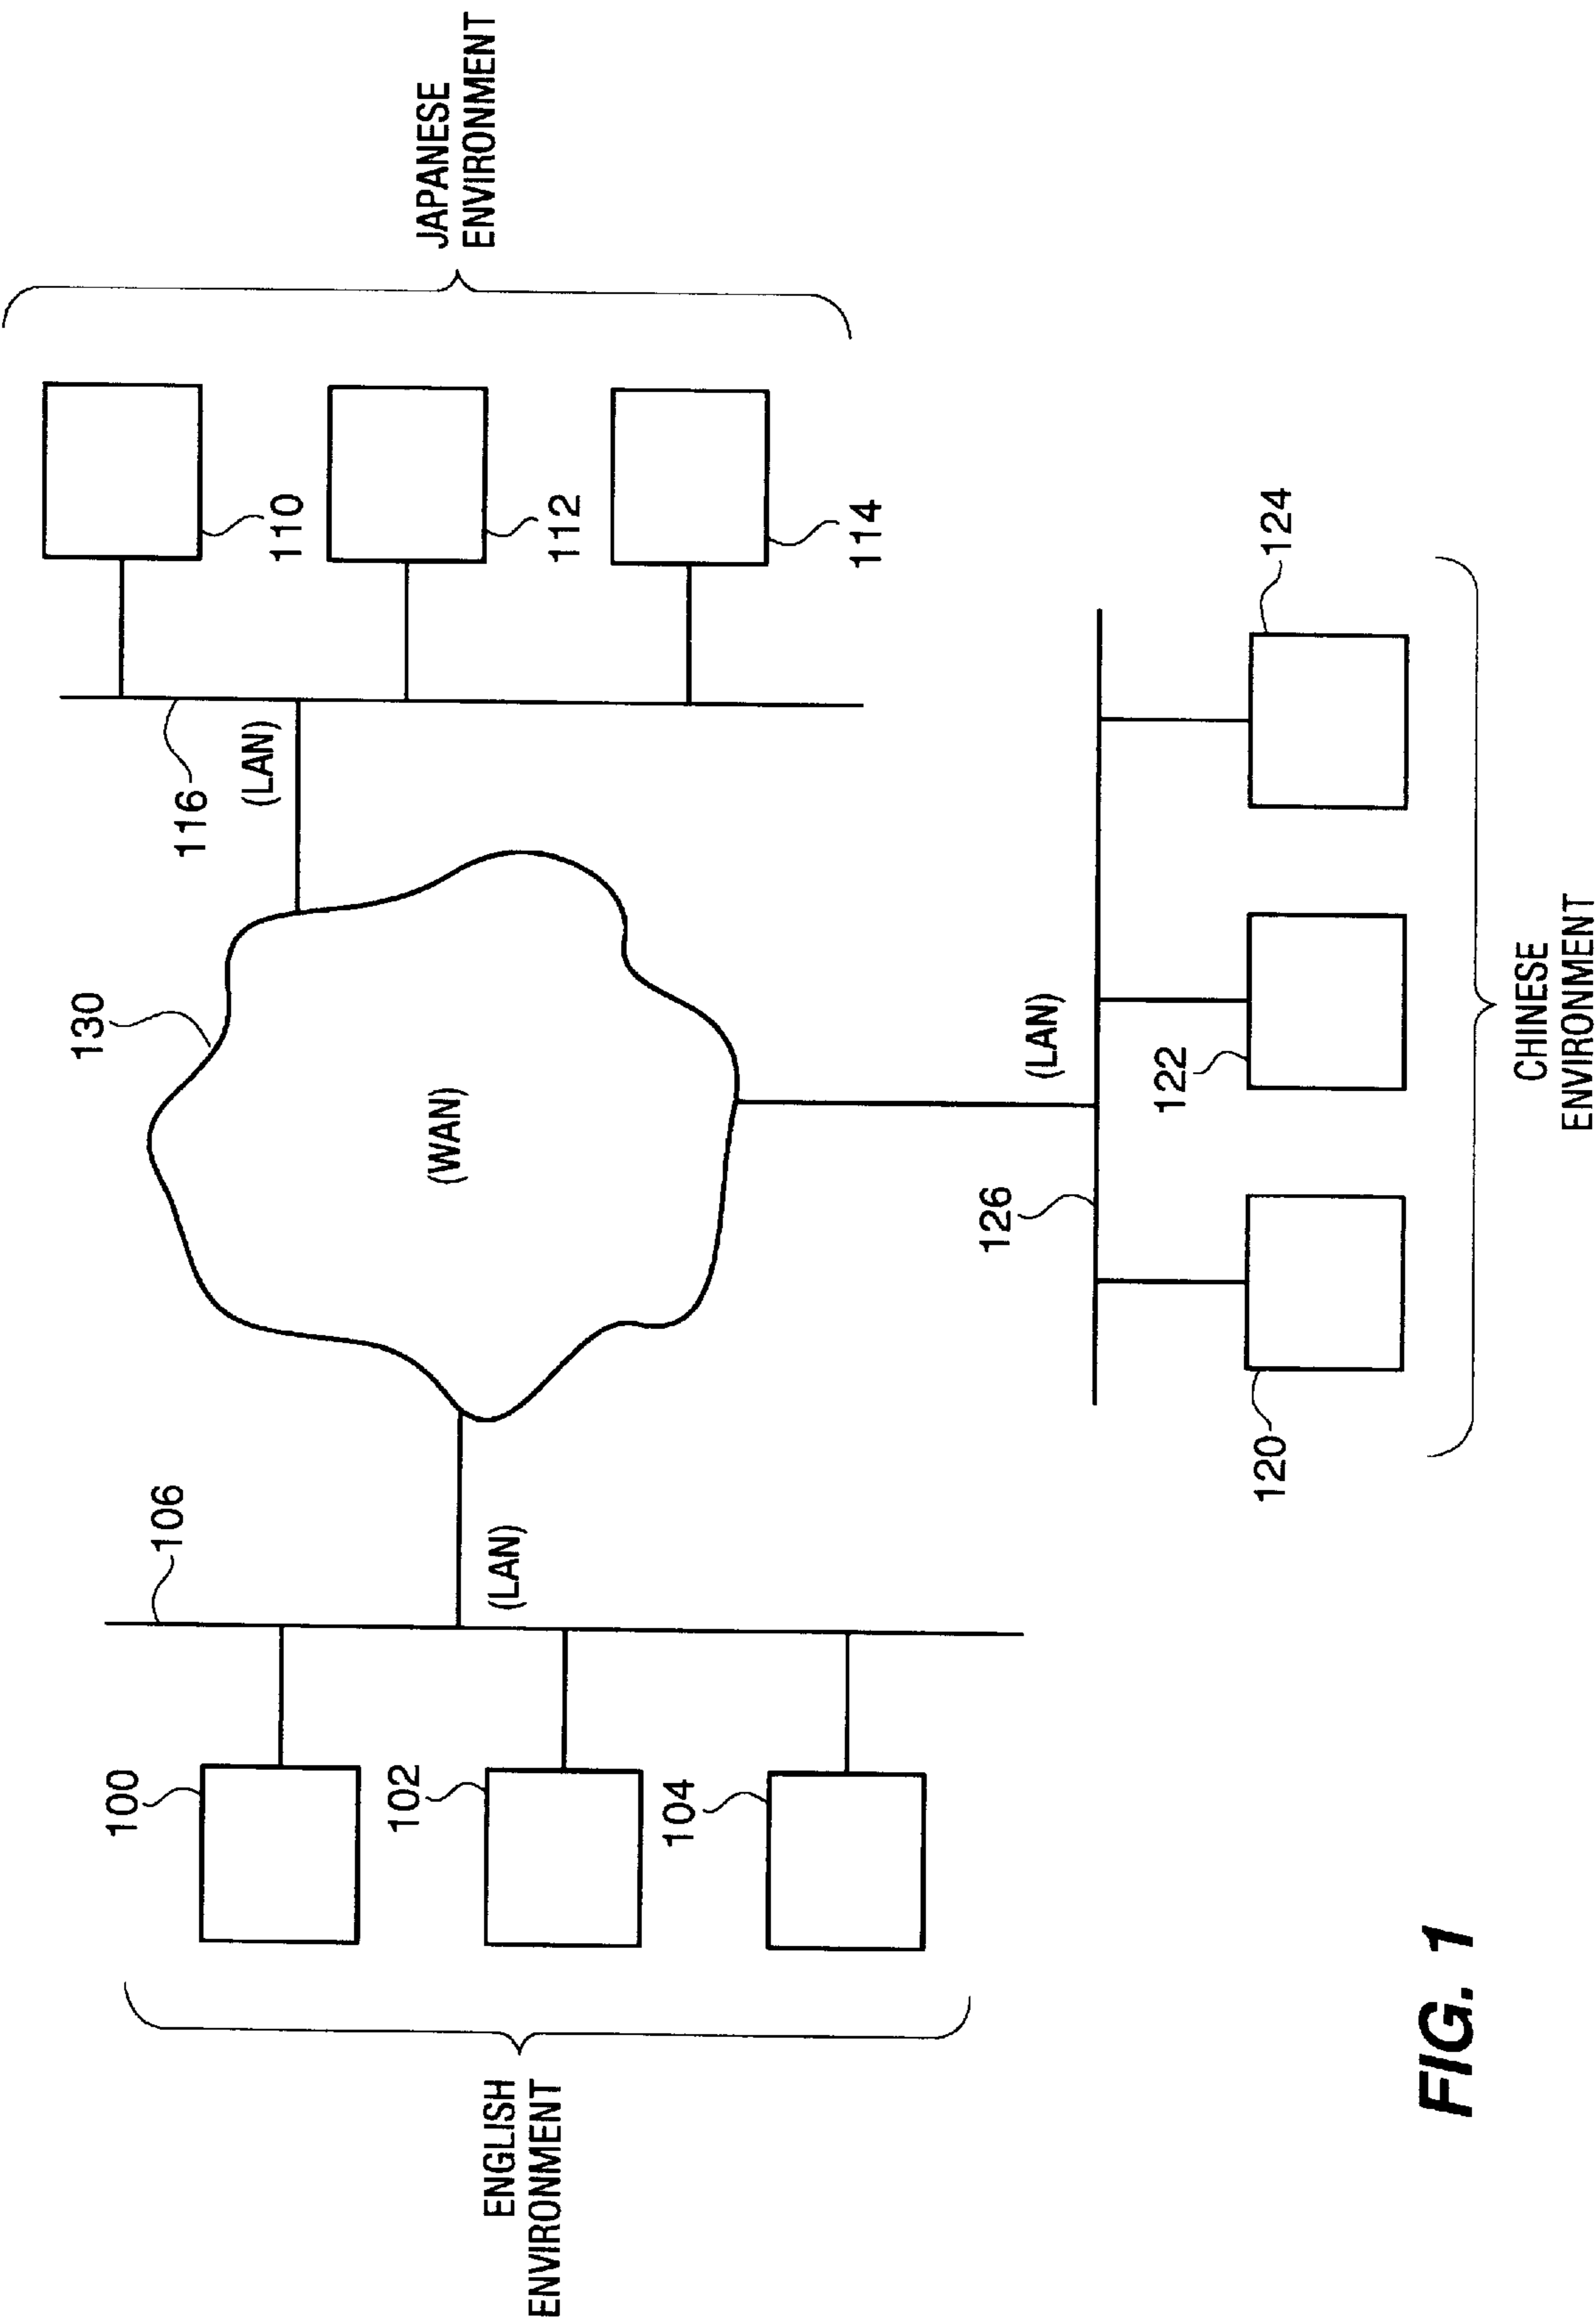 130
116
(LAN)
110
112
114
JAPANESE
ENVIRONMENT
(WAN)
106
(LAN)
100
102
104
ENGLISH
ENVIRONMENT
126
(LAN)
120
122
124
CHINESE
ENVIRONMENT
FIG. 1